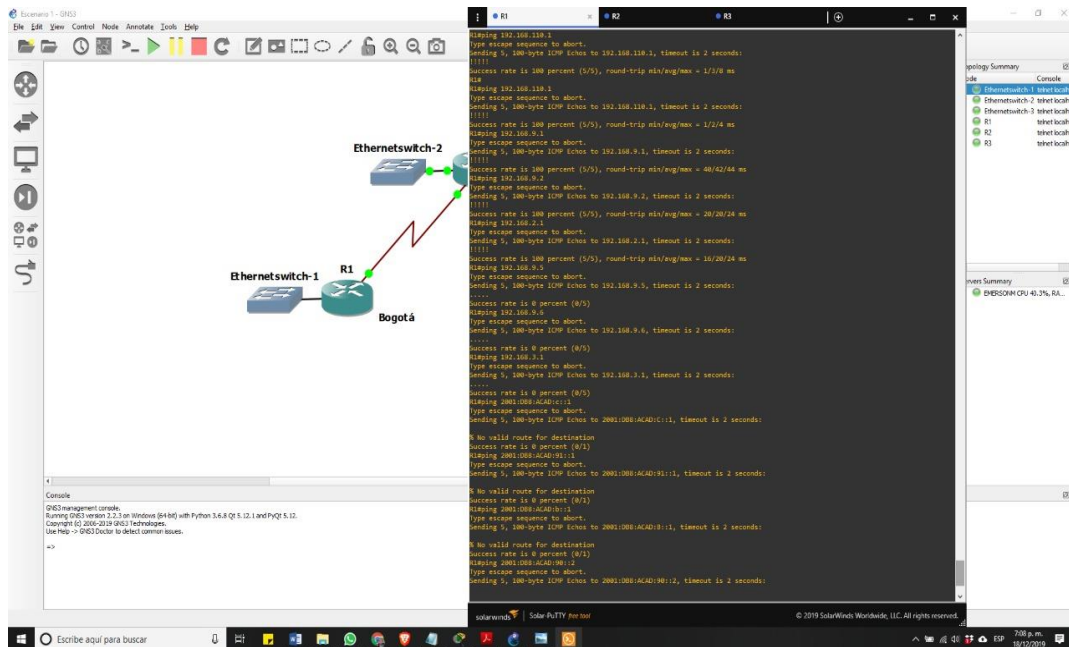 Escenario 1 - GNS3
File Edit View Control Node Annotate Tools Help
Ethernetswitch-2
Ethernetswitch-1
R1
Bogotá
Console
GNS3 management console.
Running GNS3 version 2.2.3 on Windows (64-bit) with Python 3.6.8 Qt 5.12.1 and PyQt 5.12.
Copyright (c) 2006-2019 GNS3 Technologies.
Use Help -> GNS3 Doctor to detect common issues.
=>
R1 R2 R3
R1#ping 192.168.110.1
Type escape sequence to abort.
Sending 5, 100-byte ICMP Echos to 192.168.110.1, timeout is 2 seconds:
!!!!!
Success rate is 100 percent (5/5), round-trip min/avg/max = 1/3/8 ms
R1#
R1#ping 192.168.110.1
Type escape sequence to abort.
Sending 5, 100-byte ICMP Echos to 192.168.110.1, timeout is 2 seconds:
!!!!!
Success rate is 100 percent (5/5), round-trip min/avg/max = 1/2/4 ms
R1#ping 192.168.9.1
Type escape sequence to abort.
Sending 5, 100-byte ICMP Echos to 192.168.9.1, timeout is 2 seconds:
!!!!!
Success rate is 100 percent (5/5), round-trip min/avg/max = 40/42/44 ms
R1#ping 192.168.9.2
Type escape sequence to abort.
Sending 5, 100-byte ICMP Echos to 192.168.9.2, timeout is 2 seconds:
!!!!!
Success rate is 100 percent (5/5), round-trip min/avg/max = 20/20/24 ms
R1#ping 192.168.2.1
Type escape sequence to abort.
Sending 5, 100-byte ICMP Echos to 192.168.2.1, timeout is 2 seconds:
!!!!!
Success rate is 100 percent (5/5), round-trip min/avg/max = 16/20/24 ms
R1#ping 192.168.9.5
Type escape sequence to abort.
Sending 5, 100-byte ICMP Echos to 192.168.9.5, timeout is 2 seconds:
.....
Success rate is 0 percent (0/5)
R1#ping 192.168.9.6
Type escape sequence to abort.
Sending 5, 100-byte ICMP Echos to 192.168.9.6, timeout is 2 seconds:
.....
Success rate is 0 percent (0/5)
R1#ping 192.168.3.1
Type escape sequence to abort.
Sending 5, 100-byte ICMP Echos to 192.168.3.1, timeout is 2 seconds:
.....
Success rate is 0 percent (0/5)
R1#ping 2001:DB8:ACAD:c::1
Type escape sequence to abort.
Sending 5, 100-byte ICMP Echos to 2001:DB8:ACAD:C::1, timeout is 2 seconds:
% No valid route for destination
Success rate is 0 percent (0/1)
R1#ping 2001:DB8:ACAD:91::1
Type escape sequence to abort.
Sending 5, 100-byte ICMP Echos to 2001:DB8:ACAD:91::1, timeout is 2 seconds:
% No valid route for destination
Success rate is 0 percent (0/1)
R1#ping 2001:DB8:ACAD:b::1
Type escape sequence to abort.
Sending 5, 100-byte ICMP Echos to 2001:DB8:ACAD:B::1, timeout is 2 seconds:
% No valid route for destination
Success rate is 0 percent (0/1)
R1#ping 2001:DB8:ACAD:90::2
Type escape sequence to abort.
Sending 5, 100-byte ICMP Echos to 2001:DB8:ACAD:90::2, timeout is 2 seconds:
solarwinds Solar-PuTTY free tool © 2019 SolarWinds Worldwide, LLC. All rights reserved.
opology Summary
ode Console
Ethernetswitch-1 telnet localh
Ethernetswitch-2 telnet localh
Ethernetswitch-3 telnet localh
R1 telnet localh
R2 telnet localh
R3 telnet localh
ervers Summary
EMERSONM CPU 40.3%, RA...
Escribe aquí para buscar
ESP
7:08 p. m.
18/12/2019